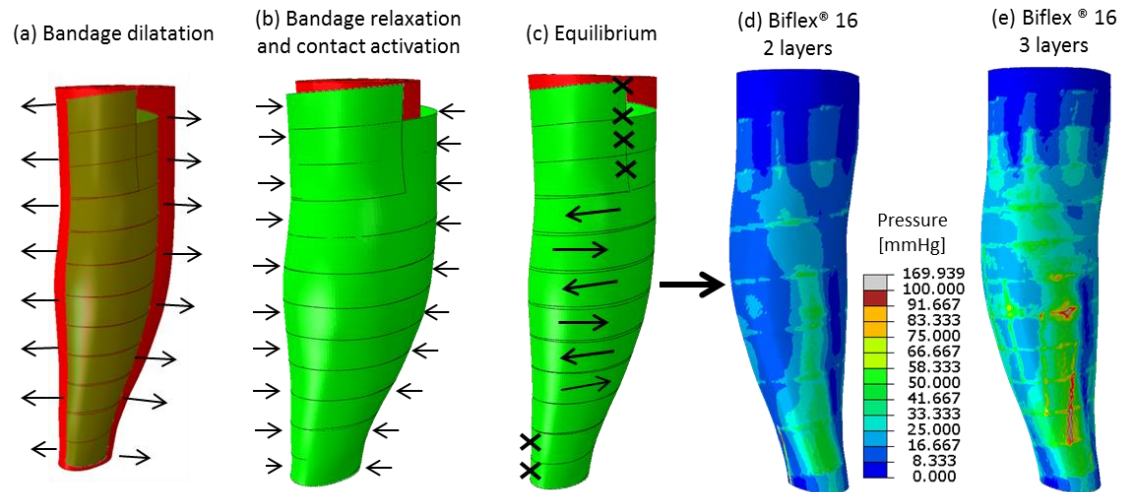 (a) Bandage dilatation
(b) Bandage relaxation
and contact activation
(c) Equilibrium
(d) Biflex® 16
2 layers
(e) Biflex® 16
3 layers
Pressure
[mmHg]
169.939
100.000
91.667
83.333
75.000
66.667
58.333
50.000
41.667
33.333
25.000
16.667
8.333
0.000